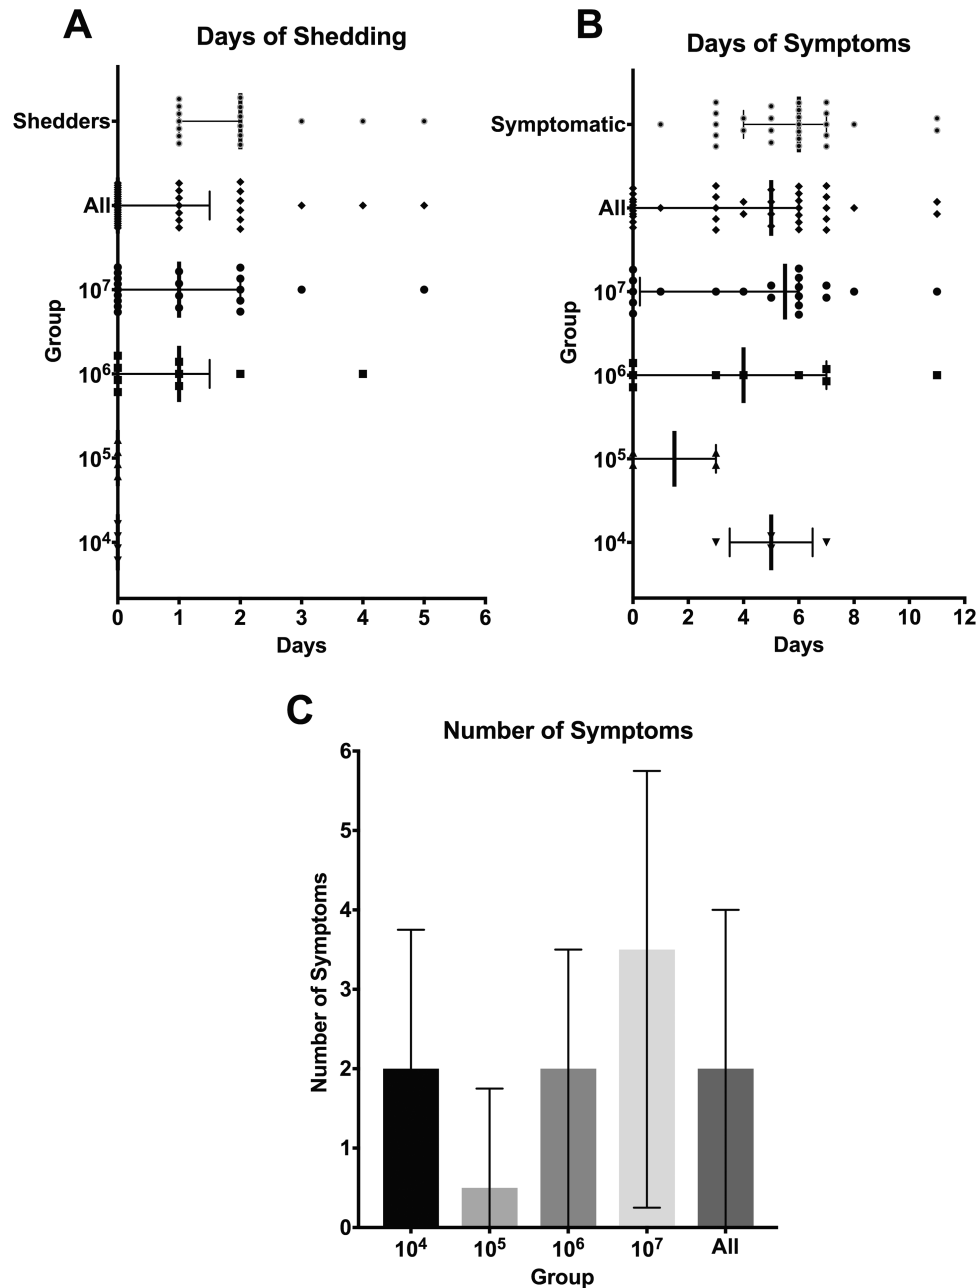 A
Days of Shedding
Shedders
All
10⁷
10⁶
10⁵
10⁴
Group
0 1 2 3 4 5 6
Days
B
Days of Symptoms
Symptomatic
All
10⁷
10⁶
10⁵
10⁴
Group
0 2 4 6 8 10 12
Days
C
Number of Symptoms
6
5
4
3
2
1
0
Number of Symptoms
10⁴ 10⁵ 10⁶ 10⁷ All
Group